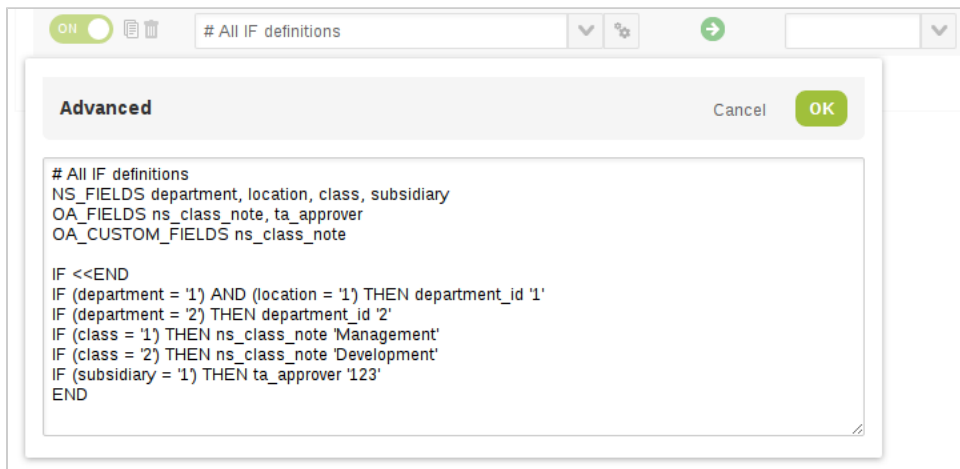 ON
# All IF definitions
Advanced
Cancel
OK
# All IF definitions
NS_FIELDS department, location, class, subsidiary
OA_FIELDS ns_class_note, ta_approver
OA_CUSTOM_FIELDS ns_class_note
IF <<END
IF (department = '1') AND (location = '1') THEN department_id '1'
IF (department = '2') THEN department_id '2'
IF (class = '1') THEN ns_class_note 'Management'
IF (class = '2') THEN ns_class_note 'Development'
IF (subsidiary = '1') THEN ta_approver '123'
END